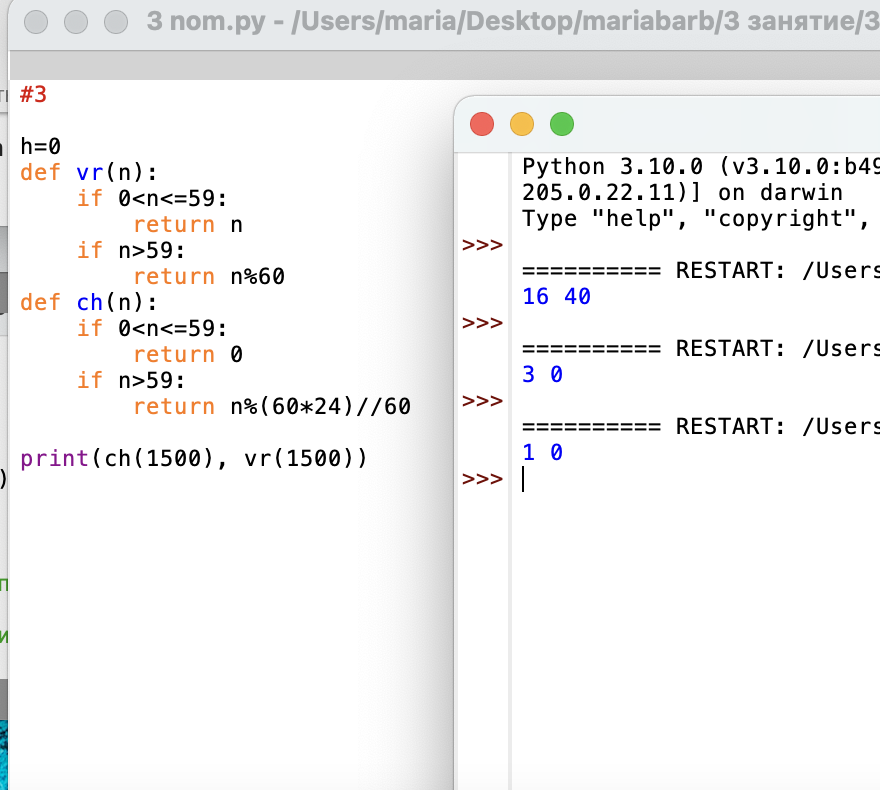 3 nom.py - /Users/maria/Desktop/mariabarb/3 занятие/3
#3
h=0
def vr(n):
    if 0<n<=59:
        return n
    if n>59:
        return n%60
def ch(n):
    if 0<n<=59:
        return 0
    if n>59:
        return n%(60*24)//60
print(ch(1500), vr(1500))
Python 3.10.0 (v3.10.0:b49
205.0.22.11)] on darwin
Type "help", "copyright",
>>>
========== RESTART: /Users
16 40
>>>
========== RESTART: /Users
3 0
>>>
========== RESTART: /Users
1 0
>>>